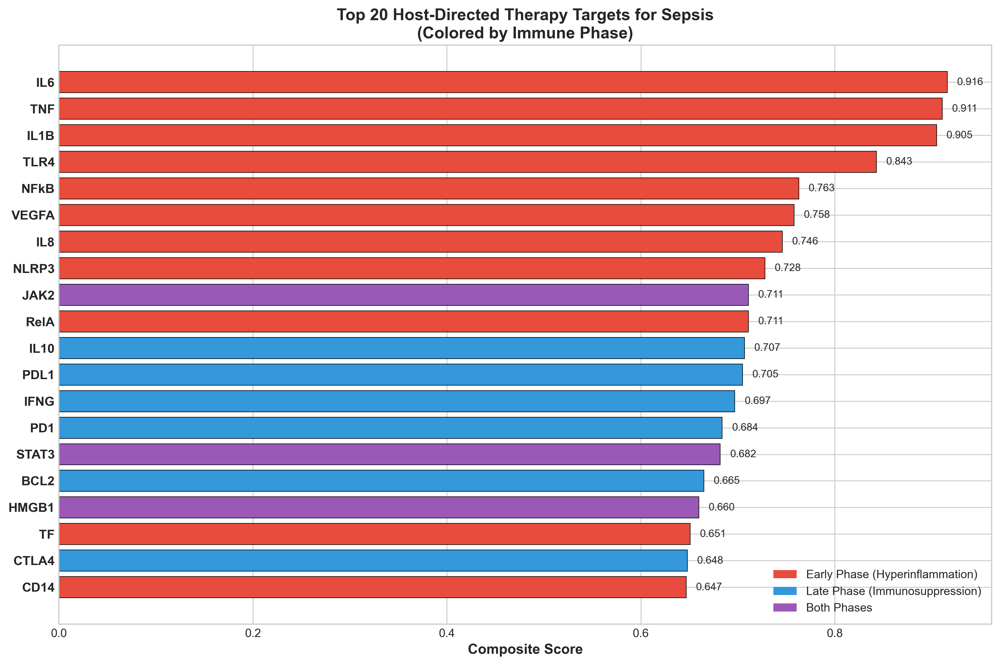 Top 20 Host-Directed Therapy Targets for Sepsis
(Colored by Immune Phase)
IL6 0.916
TNF 0.911
IL1B 0.905
TLR4 0.843
NFkB 0.763
VEGFA 0.758
IL8 0.746
NLRP3 0.728
JAK2 0.711
RelA 0.711
IL10 0.707
PDL1 0.705
IFNG 0.697
PD1 0.684
STAT3 0.682
BCL2 0.665
HMGB1 0.660
TF 0.651
CTLA4 0.648
CD14 0.647
Early Phase (Hyperinflammation)
Late Phase (Immunosuppression)
Both Phases
0.0 0.2 0.4 0.6 0.8
Composite Score